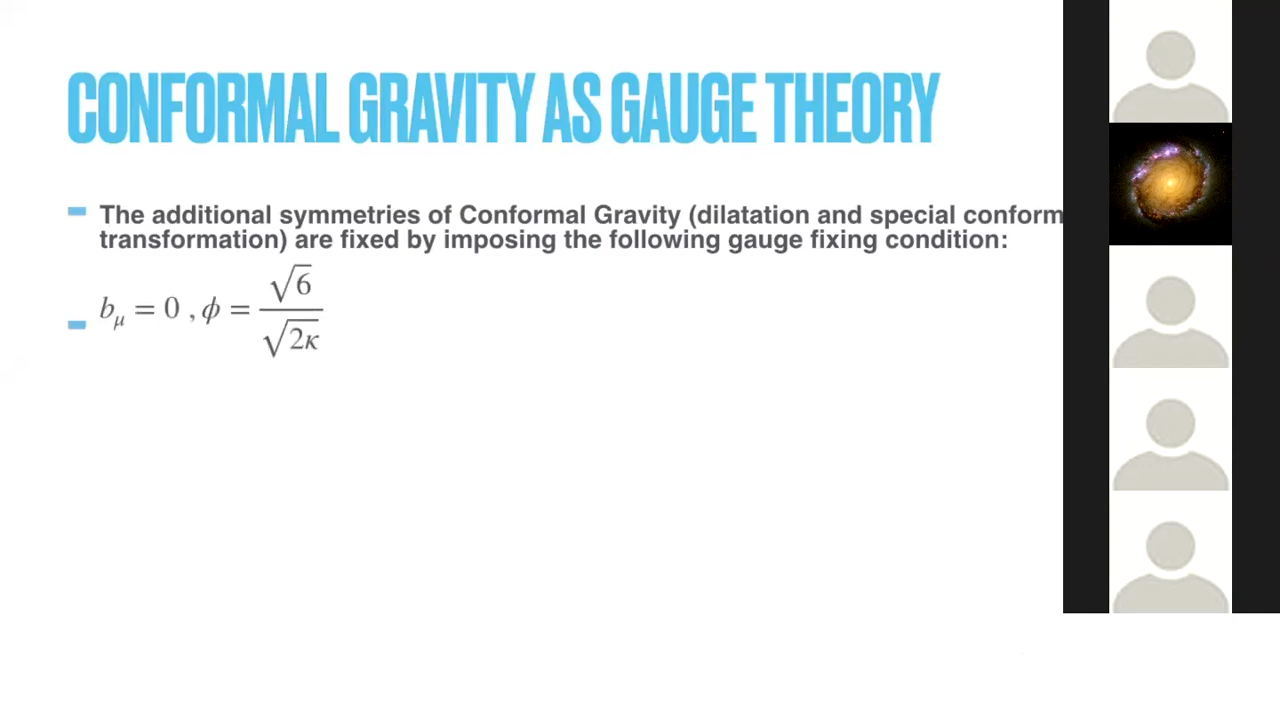 CONFORMAL GRAVITY AS GAUGE THEORY
The additional symmetries of Conformal Gravity (dilatation and special conform
transformation) are fixed by imposing the following gauge fixing condition:
b_μ = 0 , ϕ = √6 / √2κ